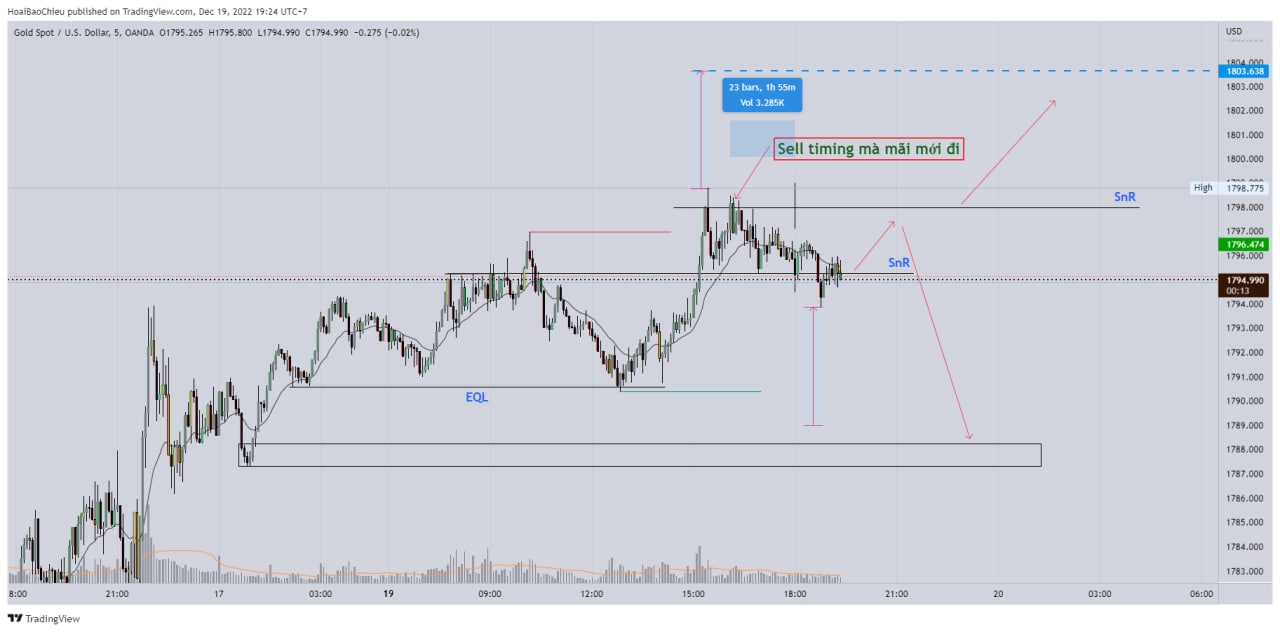 HoaiBaoChieu published on TradingView.com, Dec 19, 2022 19:24 UTC+7
Gold Spot / U.S. Dollar, 5, OANDA O1795.265 H1795.800 L1794.990 C1794.990 −0.275 (−0.02%)
USD
1804.000
1803.638
1803.000
23 bars, 1h 55m
Vol 3.285K
1802.000
1801.000
Sell timing mà mãi mới đi
1800.000
High 1798.775
SnR
1798.000
1797.000
1796.474
1796.000
SnR
1794.990
00:13
1794.000
1793.000
1792.000
1791.000
EQL
1790.000
1789.000
1788.000
1787.000
1786.000
1785.000
1784.000
1783.000
8:00 21:00 17 03:00 19 09:00 12:00 15:00 18:00 21:00 20 03:00 06:00
TradingView